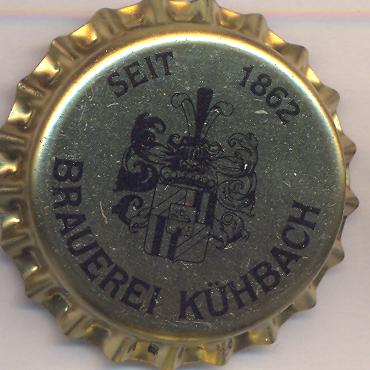 SEIT 1862
BRAUEREI KÜHBACH